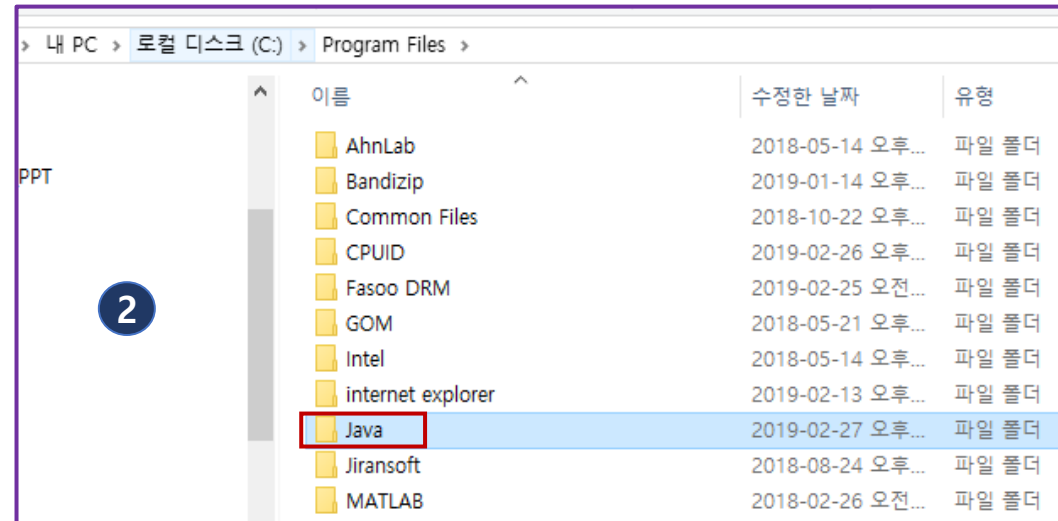 › 내 PC › 로컬 디스크 (C:) › Program Files ›
이름 수정한 날짜 유형
AhnLab 2018-05-14 오후... 파일 폴더
PPT
Bandizip 2019-01-14 오후... 파일 폴더
Common Files 2018-10-22 오후... 파일 폴더
CPUID 2019-02-26 오후... 파일 폴더
Fasoo DRM 2019-02-25 오전... 파일 폴더
2
GOM 2018-05-21 오후... 파일 폴더
Intel 2018-05-14 오후... 파일 폴더
internet explorer 2019-02-13 오후... 파일 폴더
Java 2019-02-27 오후... 파일 폴더
Jiransoft 2018-08-24 오후... 파일 폴더
MATLAB 2018-02-26 오전... 파일 폴더